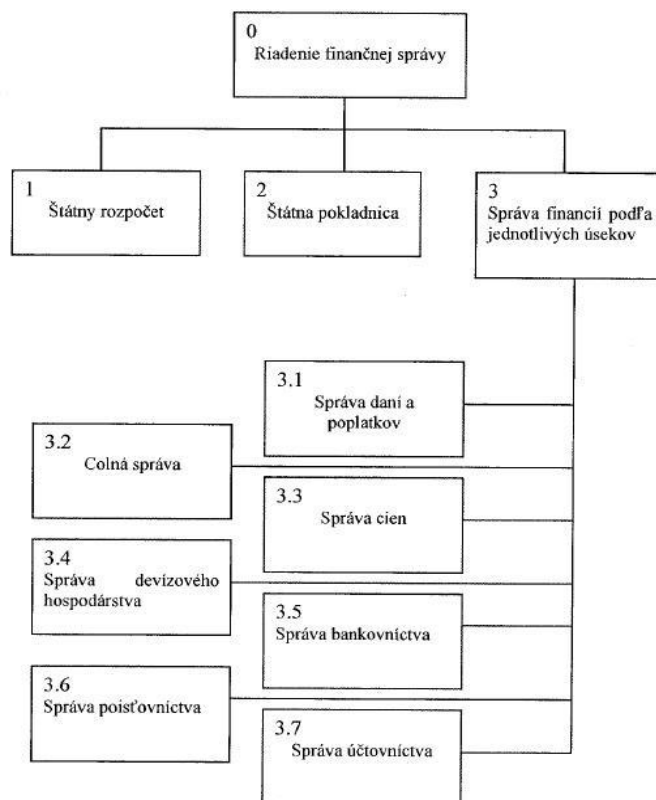 0
Riadenie finančnej správy
1
Štátny rozpočet
2
Štátna pokladnica
3
Správa financií podľa
jednotlivých úsekov
3.1
Správa daní a
poplatkov
3.2
Colná správa
3.3
Správa cien
3.4
Správa devízového
hospodárstva
3.5
Správa bankovníctva
3.6
Správa poisťovníctva
3.7
Správa účtovníctva